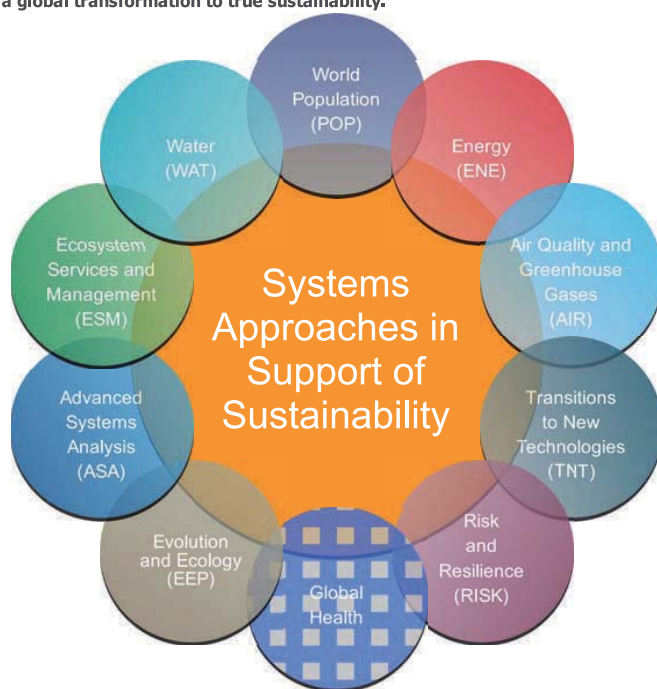 a global transformation to true sustainability.
World
Population
(POP)
Energy
(ENE)
Air Quality and
Greenhouse
Gases
(AIR)
Transitions
to New
Technologies
(TNT)
Risk
and
Resilience
(RISK)
Global
Health
Evolution
and Ecology
(EEP)
Advanced
Systems
Analysis
(ASA)
Ecosystem
Services and
Management
(ESM)
Water
(WAT)
Systems
Approaches in
Support of
Sustainability